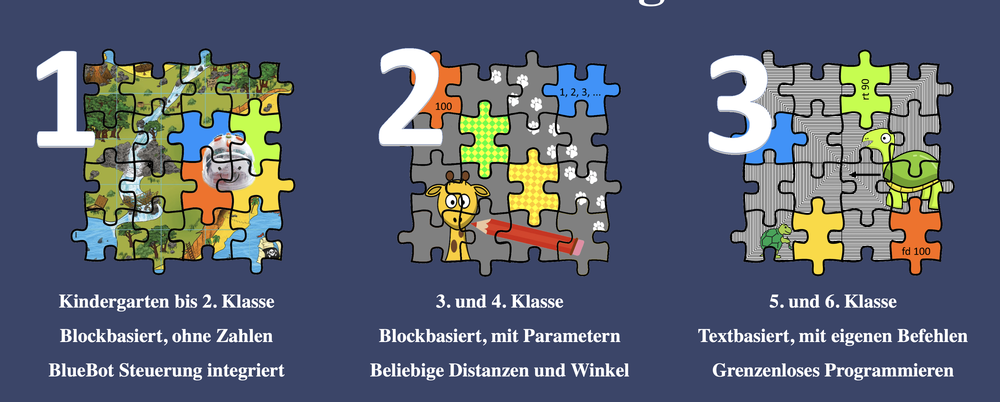 1
2
3
100
1, 2, 3, ...
rt 90
fd 100
Kindergarten bis 2. Klasse
Blockbasiert, ohne Zahlen
BlueBot Steuerung integriert
3. und 4. Klasse
Blockbasiert, mit Parametern
Beliebige Distanzen und Winkel
5. und 6. Klasse
Textbasiert, mit eigenen Befehlen
Grenzenloses Programmieren